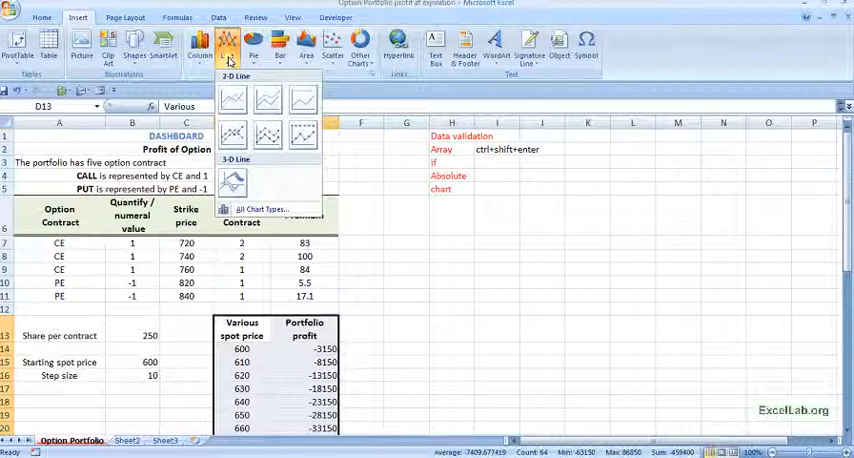 Option Portfolio profit at expiration - Microsoft Excel
Home Insert Page Layout Formulas Data Review View Developer
PivotTable Table Picture Clip Art Shapes SmartArt Column Line Pie Bar Area Scatter Other Charts Hyperlink Text Box Header & Footer WordArt Signature Line Object Symbol
Tables Illustrations Links Text
D13 Various
2-D Line
3-D Line
All Chart Types...
A B C F G H I J K L M N O P
1 DASHBOARD Data validation
2 Profit of Option Array ctrl+shift+enter
3 The portfolio has five option contract if
4 CALL is represented by CE and 1 Absolute
5 PUT is represented by PE and -1 chart
6 Option Contract Quantify / numeral value Strike price Contract
7 CE 1 720 2 83
8 CE 1 740 2 100
9 CE 1 760 1 84
10 PE -1 820 1 5.5
11 PE -1 840 1 17.1
12
13 Share per contract 250 Various spot price Portfolio profit
14 600 -3150
15 Starting spot price 600 610 -8150
16 Step size 10 620 -13150
17 630 -18150
18 640 -23150
19 650 -28150
20 660 -33150
ExcelLab.org
Option Portfolio Sheet2 Sheet3
Ready Average: -7409.677419 Count: 64 Min: -63150 Max: 86850 Sum: -459400 100%